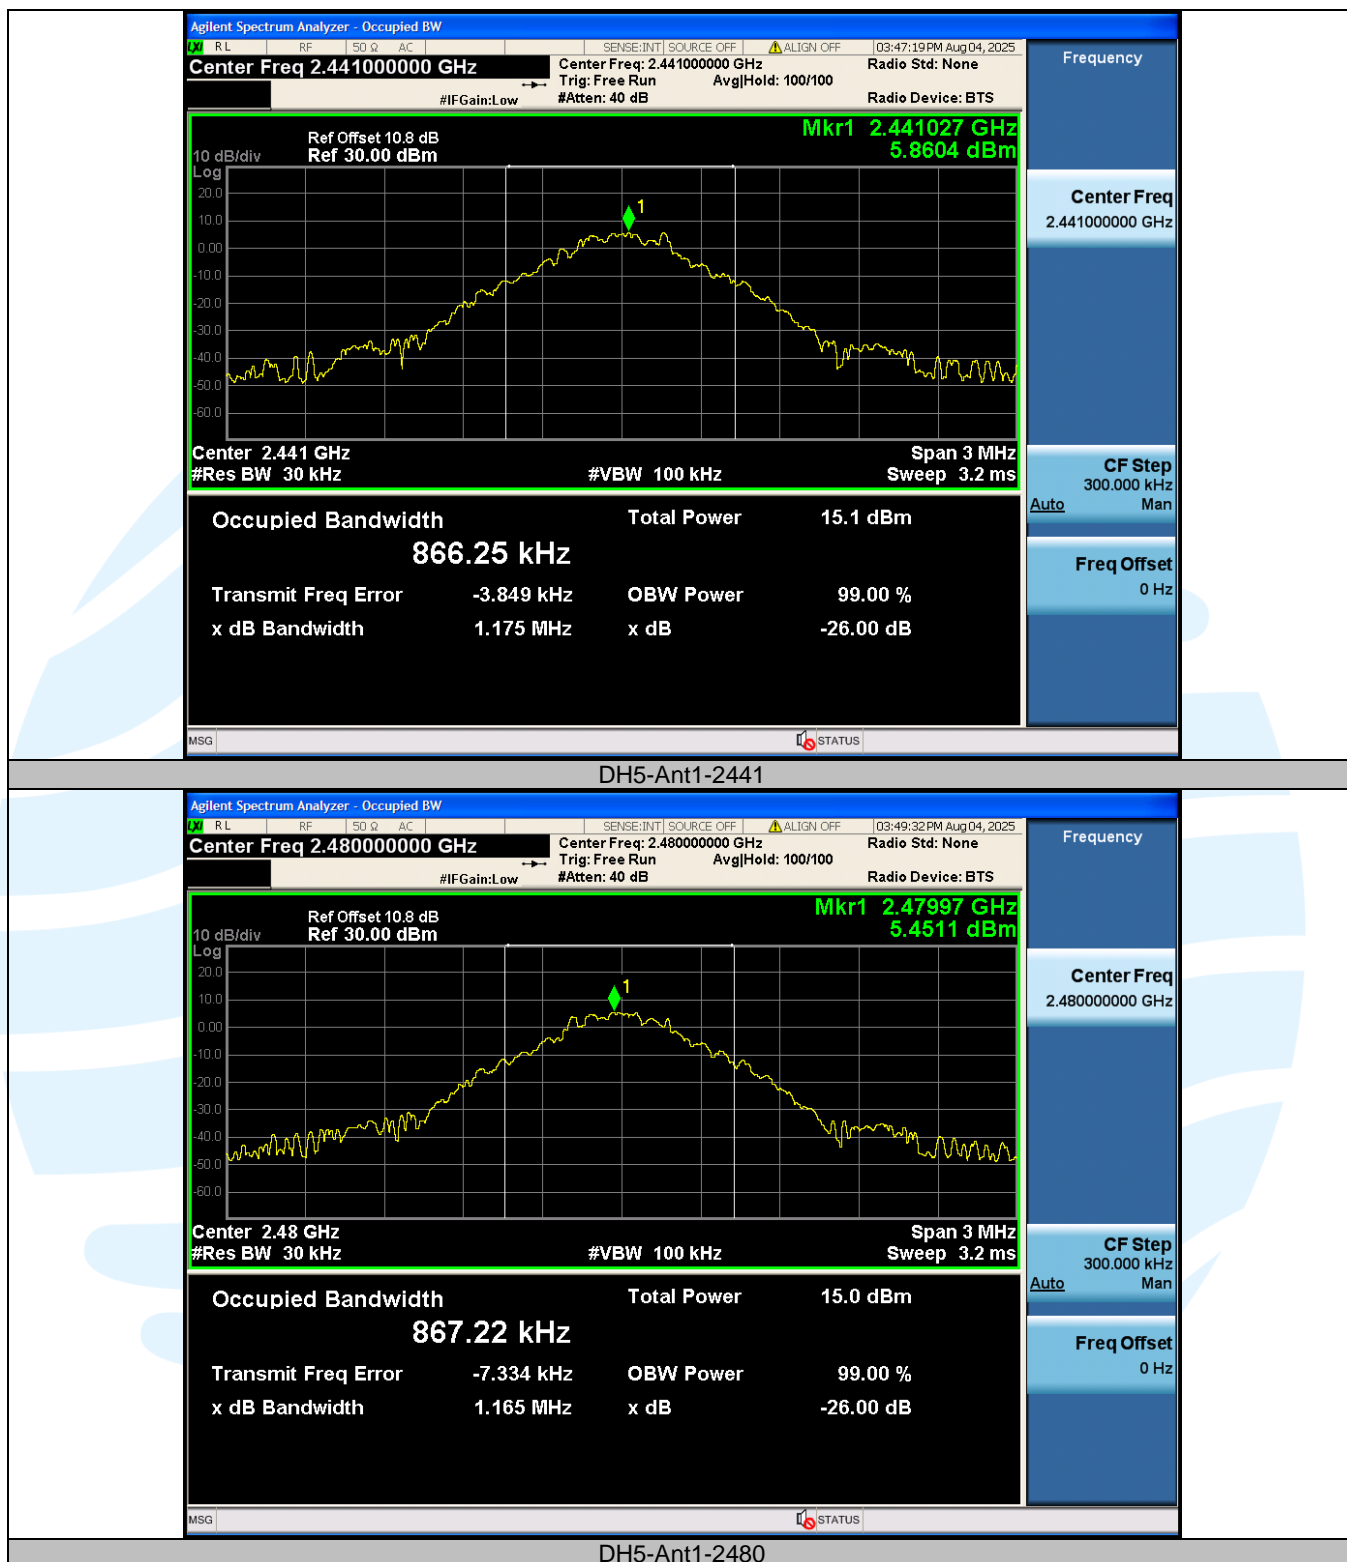 Agilent Spectrum Analyzer - Occupied BW
LXI RL RF 50 Ω AC SENSE:INT SOURCE OFF ALIGN OFF 03:47:19 PM Aug 04, 2025
Center Freq 2.441000000 GHz
Center Freq: 2.441000000 GHz Radio Std: None
Trig: Free Run Avg|Hold: 100/100
#IFGain:Low #Atten: 40 dB Radio Device: BTS
Frequency
Mkr1 2.441027 GHz
5.8604 dBm
Ref Offset 10.8 dB
10 dB/div Ref 30.00 dBm
Log
20.0
10.0
0.00
-10.0
-20.0
-30.0
-40.0
-50.0
-60.0
1
Center 2.441 GHz Span 3 MHz
#Res BW 30 kHz #VBW 100 kHz Sweep 3.2 ms
Center Freq
2.441000000 GHz
CF Step
300.000 kHz
Auto Man
Freq Offset
0 Hz
Occupied Bandwidth Total Power 15.1 dBm
866.25 kHz
Transmit Freq Error -3.849 kHz OBW Power 99.00 %
x dB Bandwidth 1.175 MHz x dB -26.00 dB
MSG STATUS
DH5-Ant1-2441
Agilent Spectrum Analyzer - Occupied BW
LXI RL RF 50 Ω AC SENSE:INT SOURCE OFF ALIGN OFF 03:49:32 PM Aug 04, 2025
Center Freq 2.480000000 GHz
Center Freq: 2.480000000 GHz Radio Std: None
Trig: Free Run Avg|Hold: 100/100
#IFGain:Low #Atten: 40 dB Radio Device: BTS
Frequency
Mkr1 2.47997 GHz
5.4511 dBm
Ref Offset 10.8 dB
10 dB/div Ref 30.00 dBm
Log
20.0
10.0
0.00
-10.0
-20.0
-30.0
-40.0
-50.0
-60.0
1
Center 2.48 GHz Span 3 MHz
#Res BW 30 kHz #VBW 100 kHz Sweep 3.2 ms
Center Freq
2.480000000 GHz
CF Step
300.000 kHz
Auto Man
Freq Offset
0 Hz
Occupied Bandwidth Total Power 15.0 dBm
867.22 kHz
Transmit Freq Error -7.334 kHz OBW Power 99.00 %
x dB Bandwidth 1.165 MHz x dB -26.00 dB
MSG STATUS
DH5-Ant1-2480